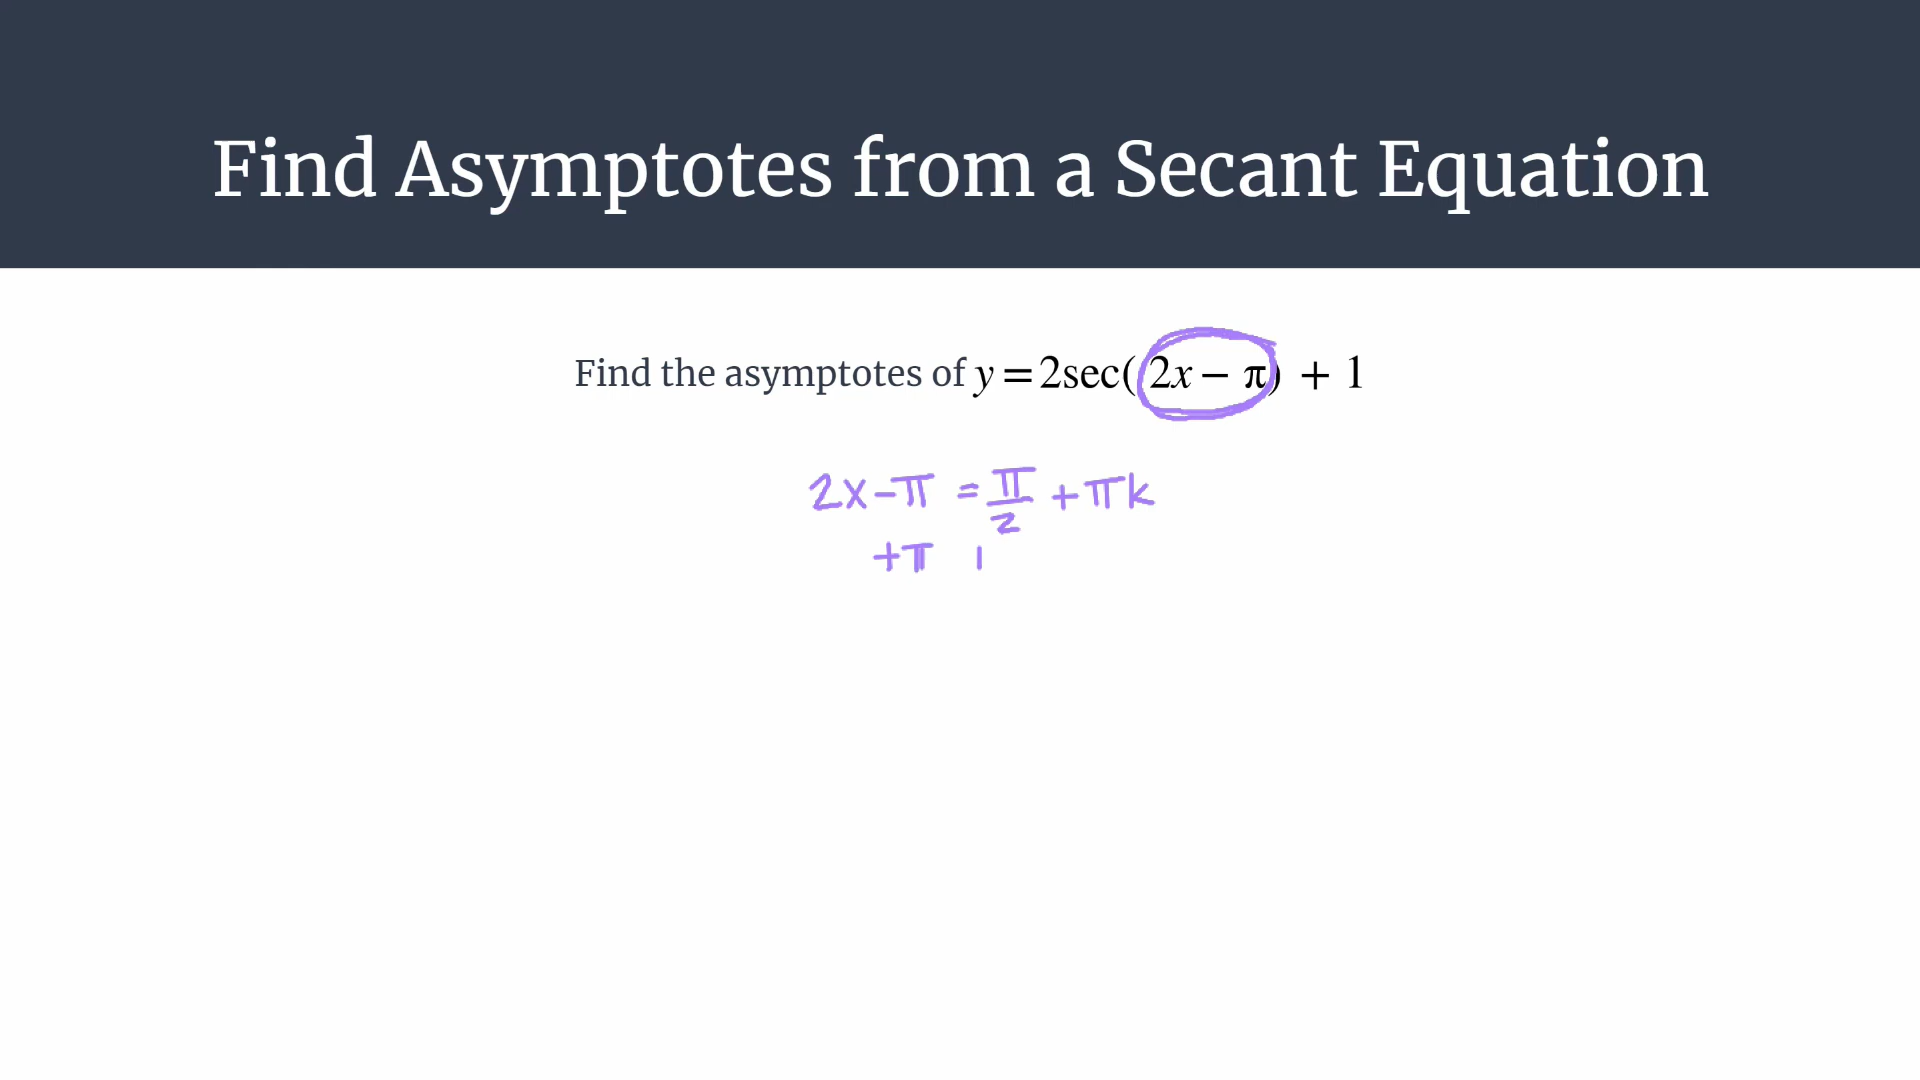 Find Asymptotes from a Secant Equation
Find the asymptotes of y = 2sec( 2x − π) + 1
2x − π = π/2 + πk
+π ı